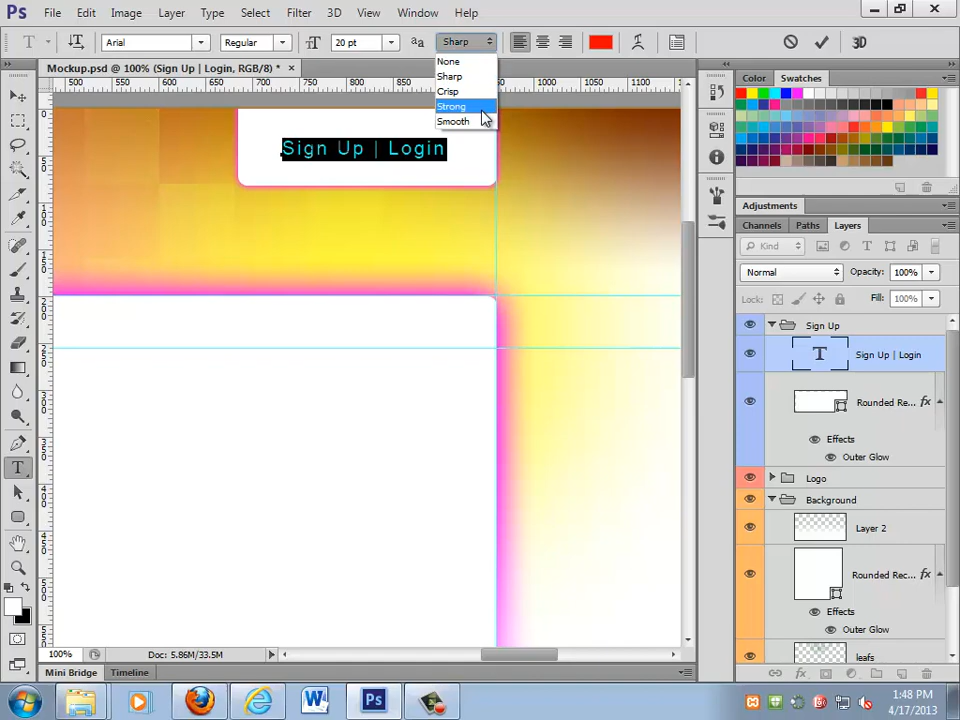 Ps File Edit Image Layer Type Select Filter 3D View Window Help
T Arial Regular 20 pt aa Sharp 3D
None
Sharp
Crisp
Strong
Smooth
Mockup.psd @ 100% (Sign Up | Login, RGB/8) * ×
500 550 600 650 700 750 800 850 1000 1050 1100
Sign Up | Login
Color Swatches
Adjustments
Channels Paths Layers
Kind
Normal Opacity: 100%
Lock: Fill: 100%
Sign Up
T Sign Up | Login
Rounded Re... fx
Effects
Outer Glow
Logo
Background
Layer 2
Rounded Rec... fx
Effects
Outer Glow
leafs
100% Doc: 5.86M/33.5M
Mini Bridge Timeline
1:48 PM
4/17/2013